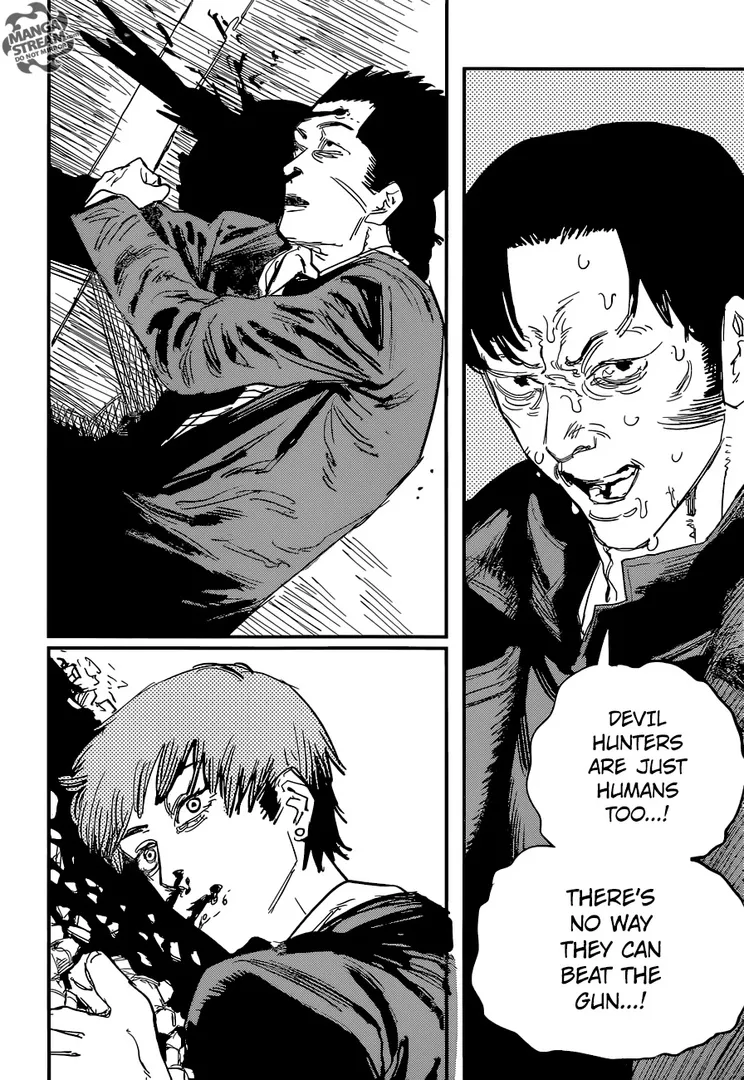 MANGA
STREAM
DO NOT MIRROR
DEVIL
HUNTERS
ARE JUST
HUMANS
TOO...!
THERE'S
NO WAY
THEY CAN
BEAT THE
GUN...!